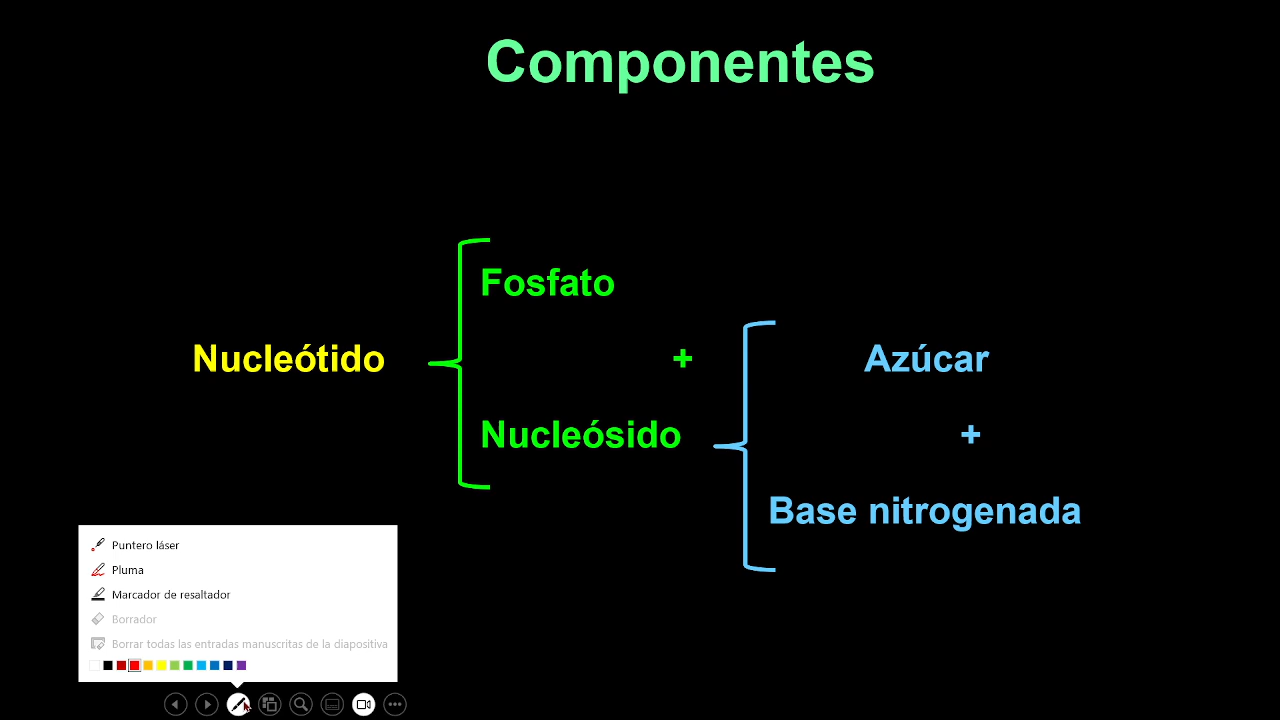 Componentes
Fosfato
Nucleótido
+
Azúcar
Nucleósido
+
Base nitrogenada
Puntero láser
Pluma
Marcador de resaltador
Borrador
Borrar todas las entradas manuscritas de la diapositiva